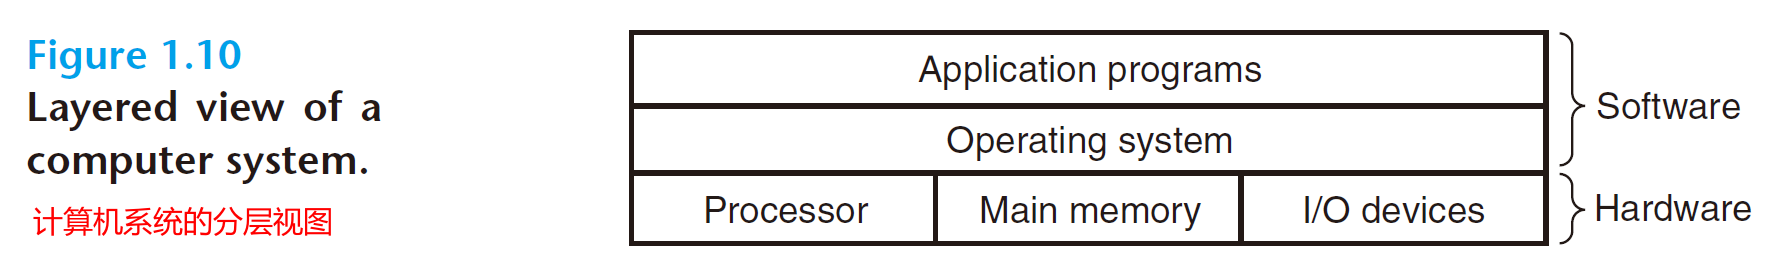 Figure 1.10
Layered view of a
computer system.
计算机系统的分层视图
Application programs
Operating system
Processor
Main memory
I/O devices
Software
Hardware